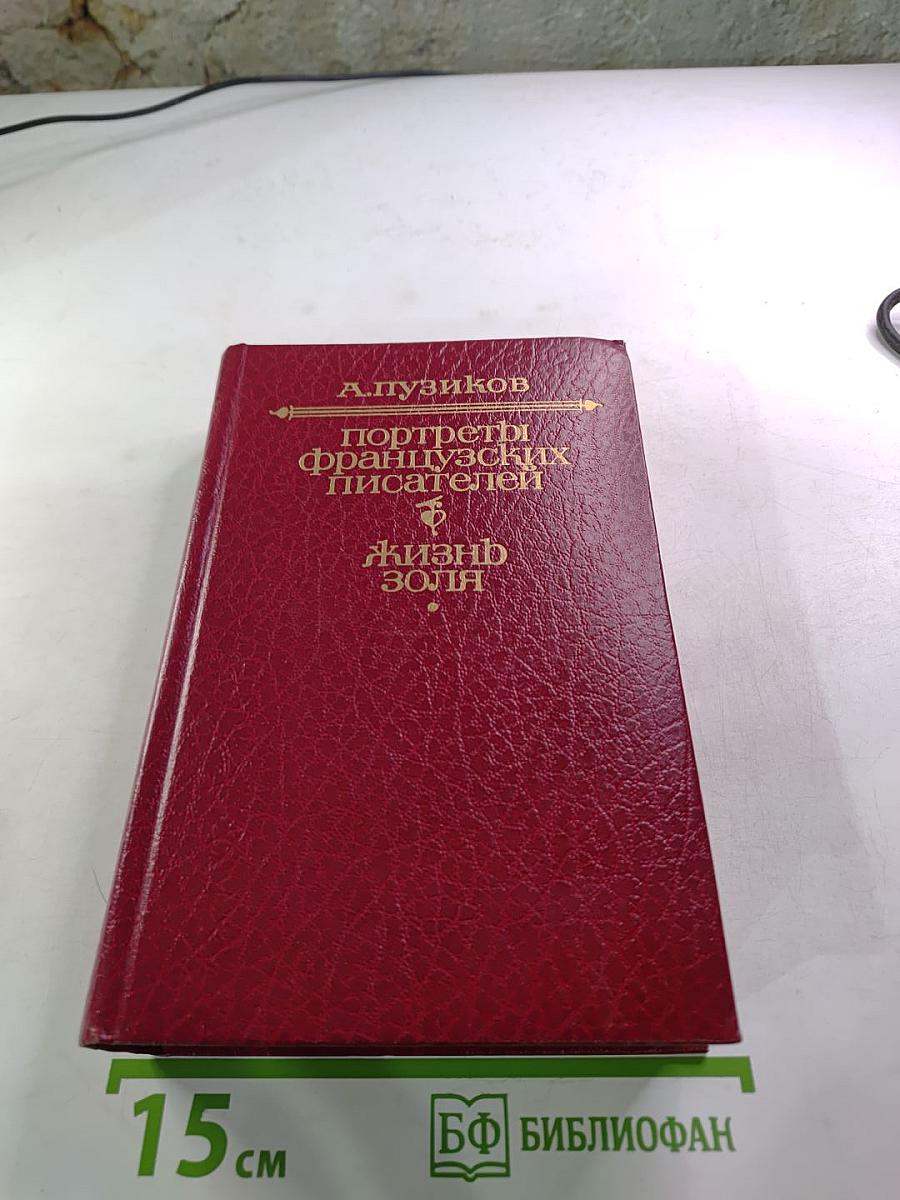 А.ПУЗИКОВ
ПОРТРЕТЫ
ФРАНЦУЗСКИХ
ПИСАТЕЛЕЙ
ЖИЗНЬ
ЗОЛЯ
15 СМ
БФ БИБЛИОФАН